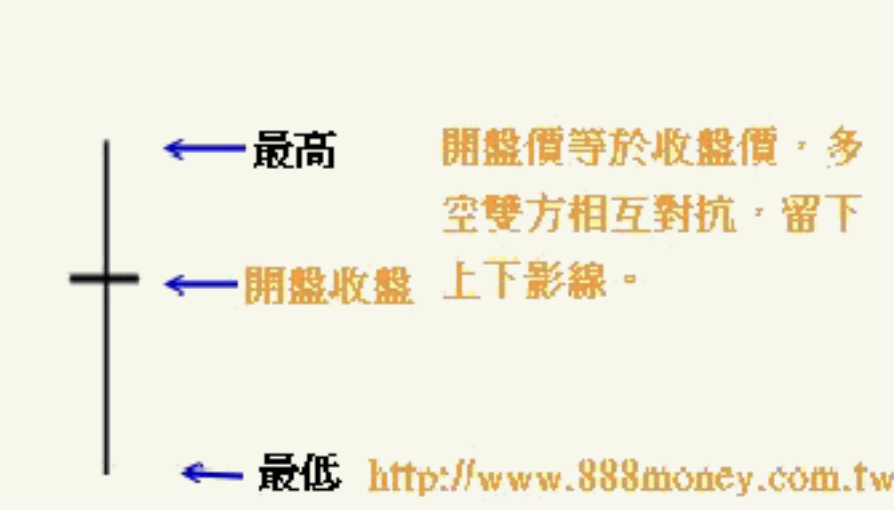 最高
開盤價等於收盤價，多
空雙方相互對抗，留下
上下影線。
開盤收盤
最低
http://www.888money.com.tw